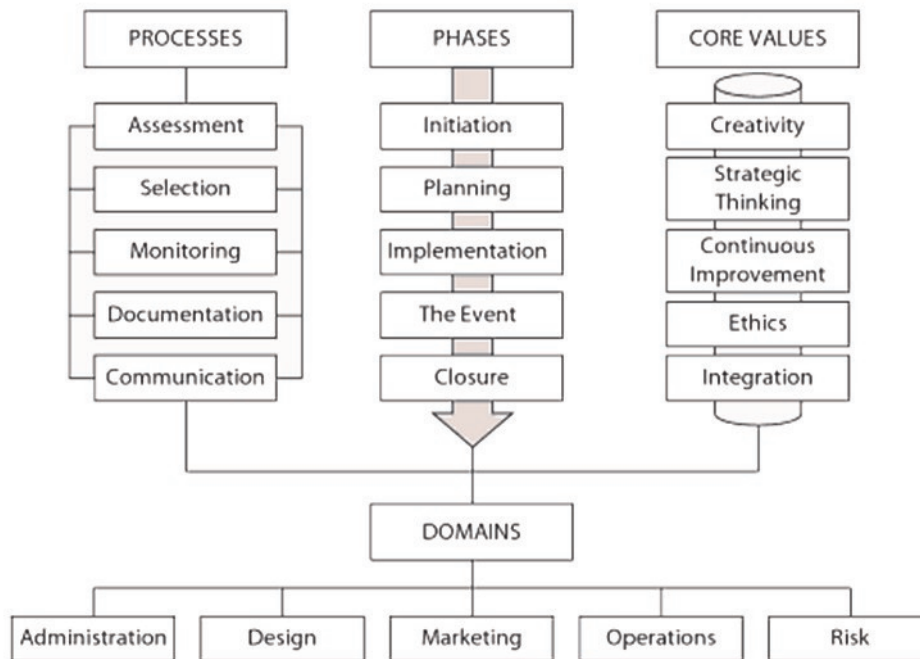 PROCESSES
Assessment
Selection
Monitoring
Documentation
Communication
PHASES
Initiation
Planning
Implementation
The Event
Closure
CORE VALUES
Creativity
Strategic
Thinking
Continuous
Improvement
Ethics
Integration
DOMAINS
Administration
Design
Marketing
Operations
Risk